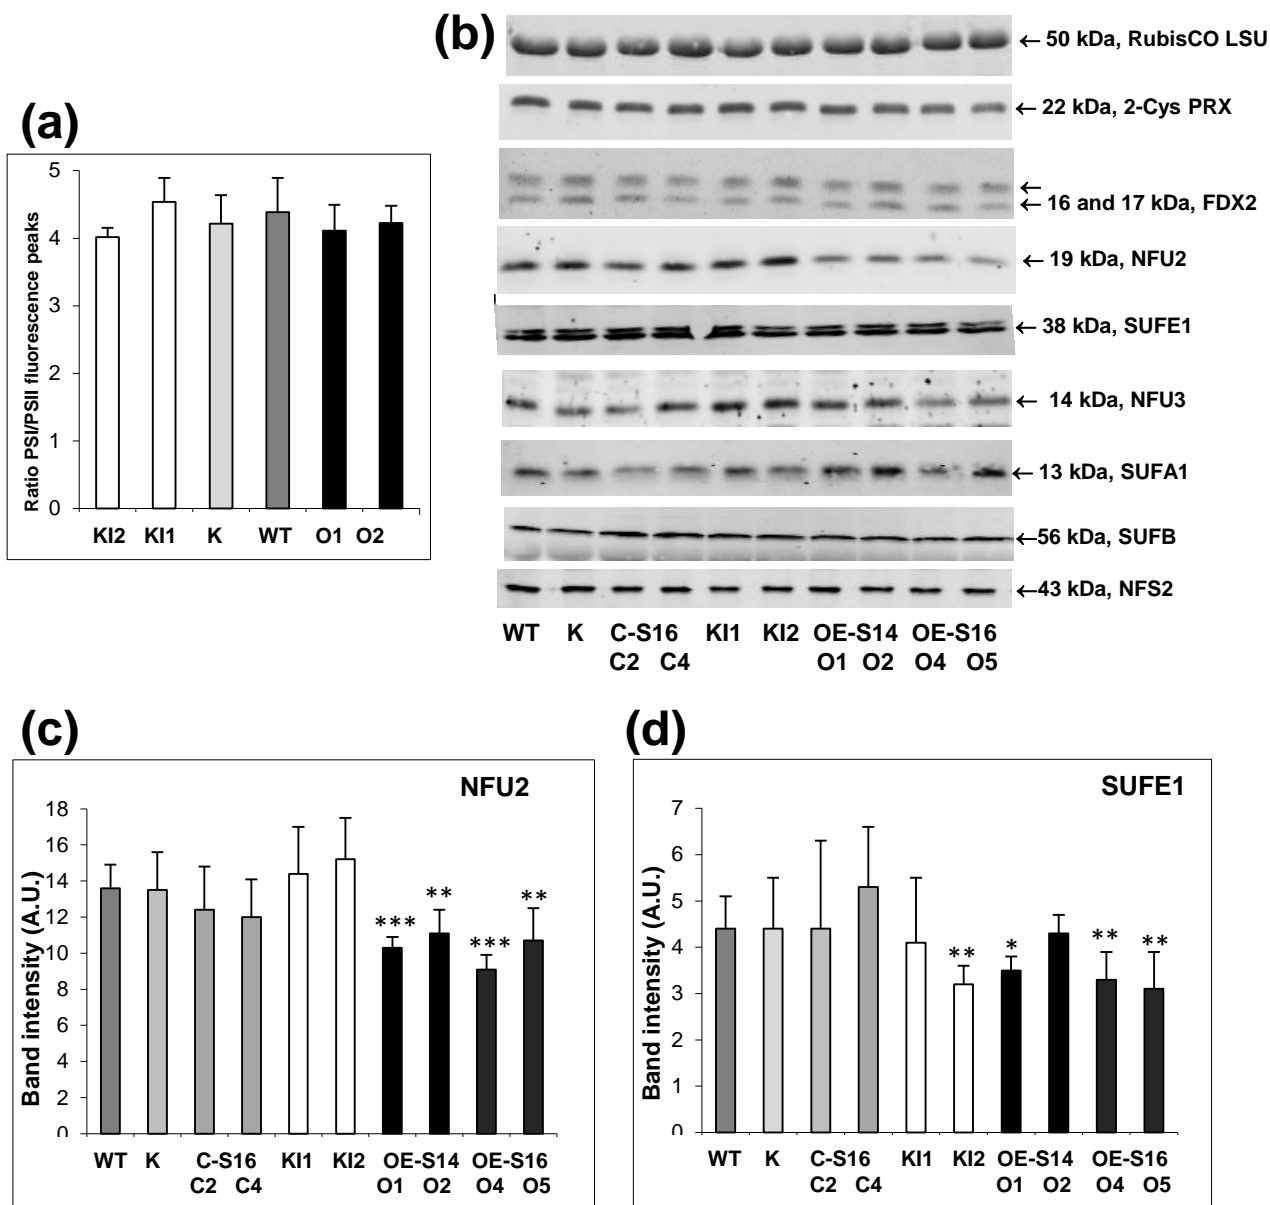 (a)
Ratio PSI/PSII fluorescence peaks
5
4
3
2
1
0
KI2 KI1 K WT O1 O2
(b)
← 50 kDa, RubisCO LSU
← 22 kDa, 2-Cys PRX
←
← 16 and 17 kDa, FDX2
← 19 kDa, NFU2
← 38 kDa, SUFE1
← 14 kDa, NFU3
← 13 kDa, SUFA1
←56 kDa, SUFB
←43 kDa, NFS2
WT K C-S16 KI1 KI2 OE-S14 OE-S16
C2 C4 O1 O2 O4 O5
(c)
NFU2
Band intensity (A.U.)
18
16
14
12
10
8
6
4
2
0
*** ** *** **
WT K C-S16 KI1 KI2 OE-S14 OE-S16
C2 C4 O1 O2 O4 O5
(d)
SUFE1
Band intensity (A.U.)
7
6
5
4
3
2
1
0
** * ** **
WT K C-S16 KI1 KI2 OE-S14 OE-S16
C2 C4 O1 O2 O4 O5